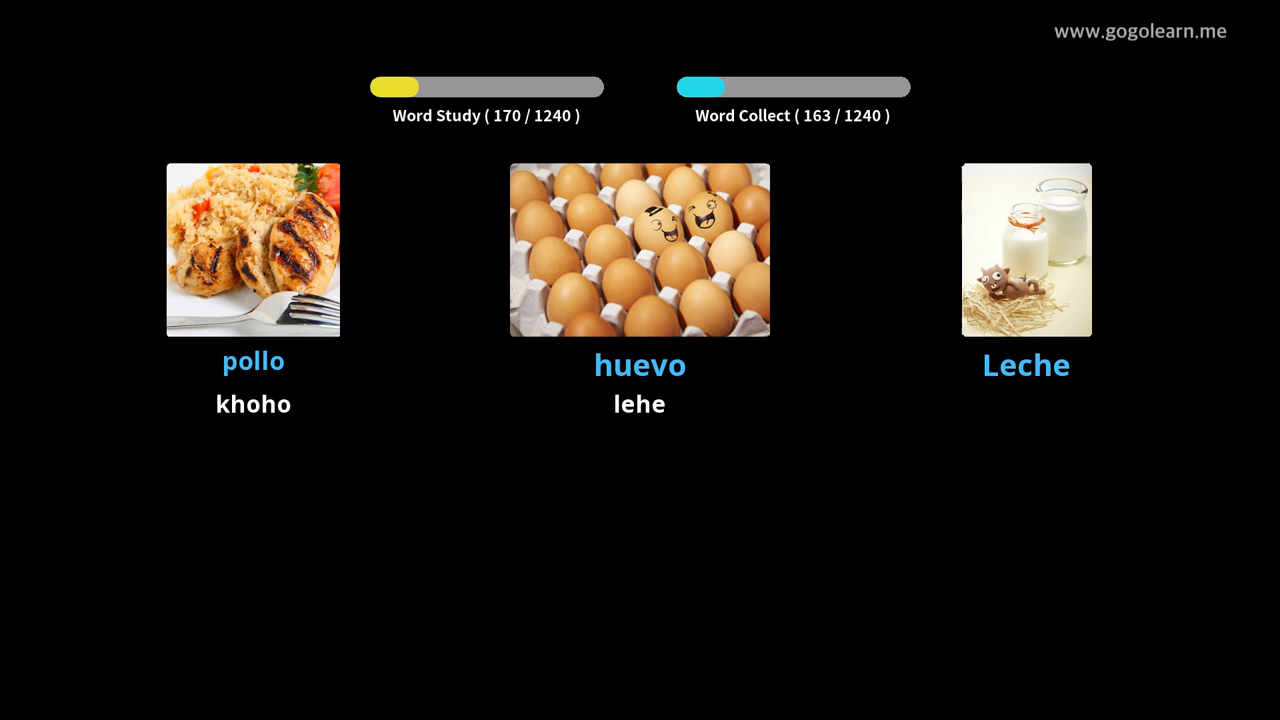 www.gogolearn.me
Word Study ( 170 / 1240 )
Word Collect ( 163 / 1240 )
pollo
huevo
Leche
khoho
lehe